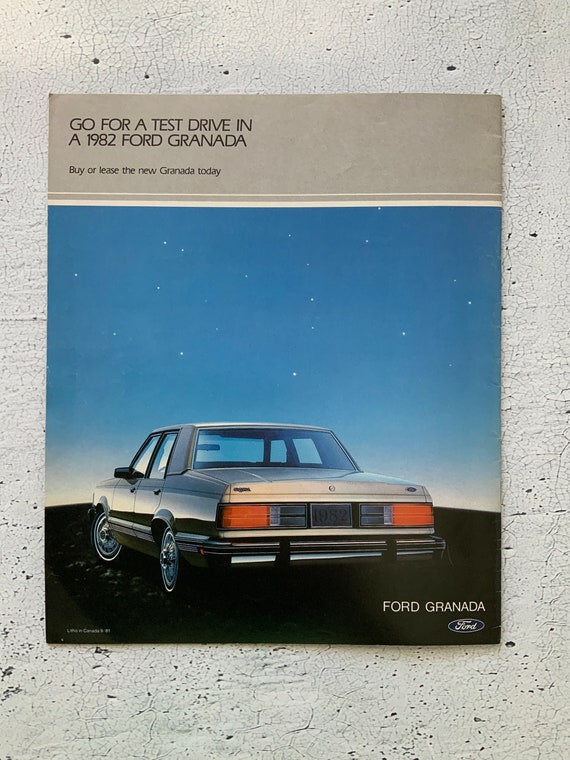 GO FOR A TEST DRIVE IN
A 1982 FORD GRANADA
Buy or lease the new Granada today
1982
FORD GRANADA
Ford
Litho in Canada 9-81